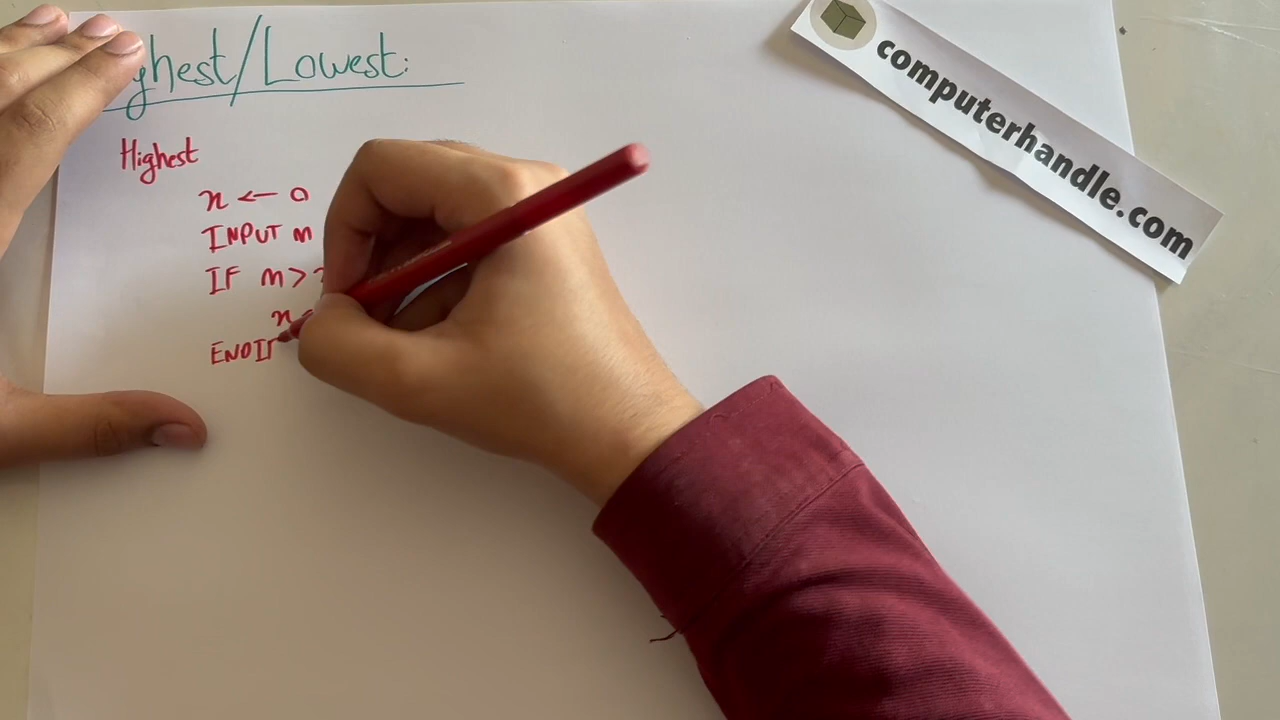 ghest/Lowest:
computerhandle.com
Highest
n ← 0
INPUT m
IF m>
n
ENDIF